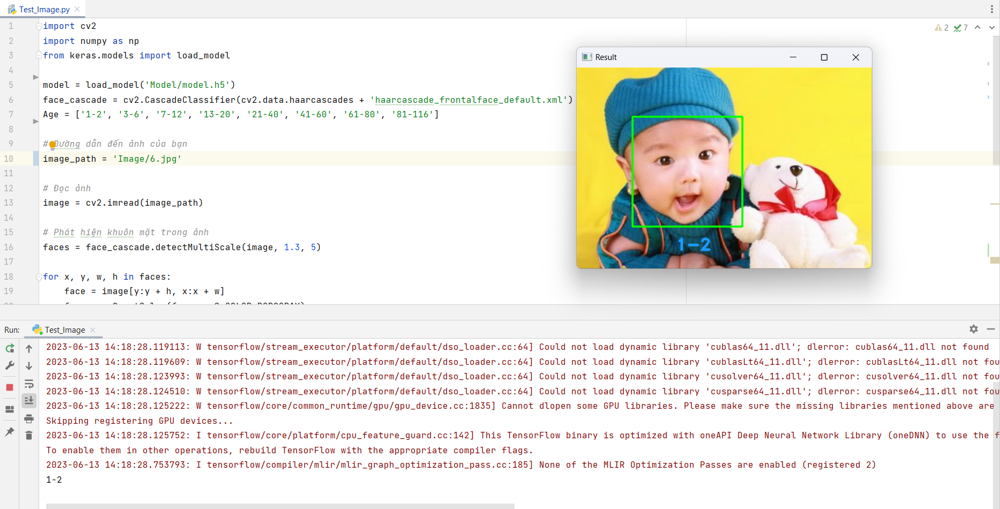 Test_Image.py
1 import cv2
2 import numpy as np
3 from keras.models import load_model
4
5 model = load_model('Model/model.h5')
6 face_cascade = cv2.CascadeClassifier(cv2.data.haarcascades + 'haarcascade_frontalface_default.xml')
7 Age = ['1-2', '3-6', '7-12', '13-20', '21-40', '41-60', '61-80', '81-116']
8
9 # Đường dẫn đến ảnh của bạn
10 image_path = 'Image/6.jpg'
11
12 # Đọc ảnh
13 image = cv2.imread(image_path)
14
15 # Phát hiện khuôn mặt trong ảnh
16 faces = face_cascade.detectMultiScale(image, 1.3, 5)
17
18 for x, y, w, h in faces:
19 face = image[y:y + h, x:x + w]
2 7
Result
1-2
Run: Test_Image
2023-06-13 14:18:28.119113: W tensorflow/stream_executor/platform/default/dso_loader.cc:64] Could not load dynamic library 'cublas64_11.dll'; dlerror: cublas64_11.dll not found
2023-06-13 14:18:28.119609: W tensorflow/stream_executor/platform/default/dso_loader.cc:64] Could not load dynamic library 'cublasLt64_11.dll'; dlerror: cublasLt64_11.dll not fou
2023-06-13 14:18:28.123993: W tensorflow/stream_executor/platform/default/dso_loader.cc:64] Could not load dynamic library 'cusolver64_11.dll'; dlerror: cusolver64_11.dll not fou
2023-06-13 14:18:28.124510: W tensorflow/stream_executor/platform/default/dso_loader.cc:64] Could not load dynamic library 'cusparse64_11.dll'; dlerror: cusparse64_11.dll not fou
2023-06-13 14:18:28.125222: W tensorflow/core/common_runtime/gpu/gpu_device.cc:1835] Cannot dlopen some GPU libraries. Please make sure the missing libraries mentioned above are
Skipping registering GPU devices...
2023-06-13 14:18:28.125752: I tensorflow/core/platform/cpu_feature_guard.cc:142] This TensorFlow binary is optimized with oneAPI Deep Neural Network Library (oneDNN) to use the f
To enable them in other operations, rebuild TensorFlow with the appropriate compiler flags.
2023-06-13 14:18:28.753793: I tensorflow/compiler/mlir/mlir_graph_optimization_pass.cc:185] None of the MLIR Optimization Passes are enabled (registered 2)
1-2